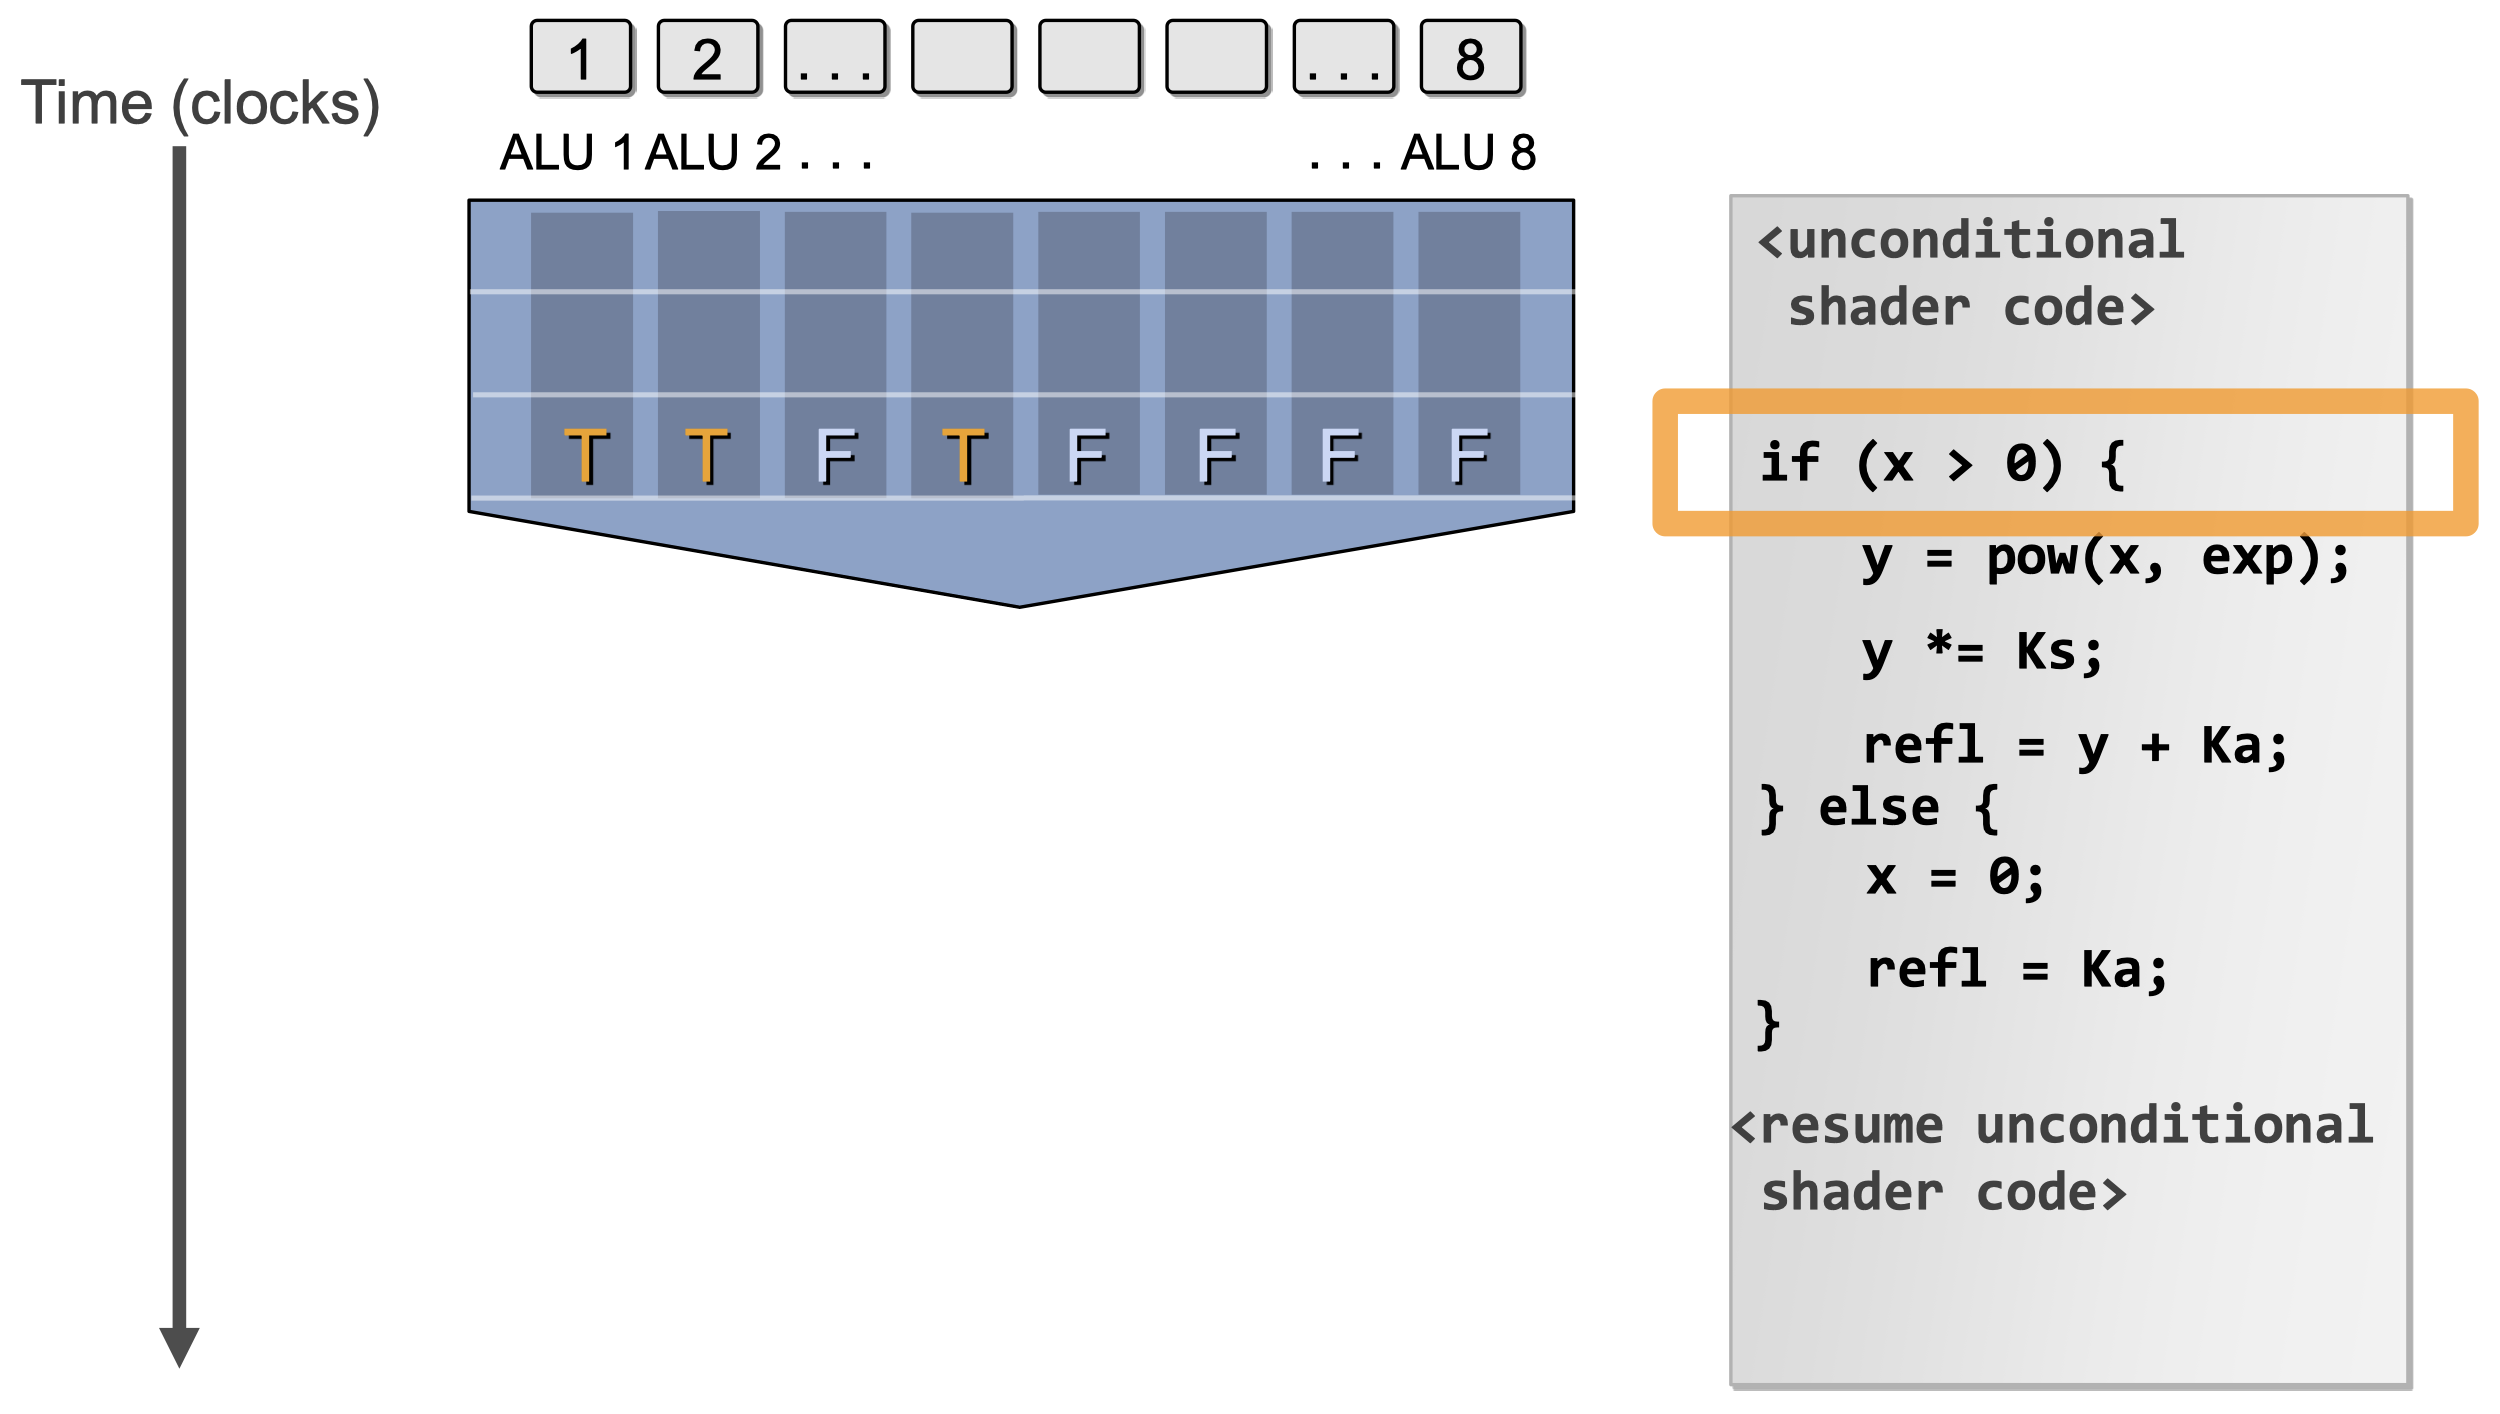 Time (clocks)
1 2 . . . . . . 8
ALU 1 ALU 2 . . . . . . ALU 8
T T F T F F F F
<unconditional
shader code>
if (x > 0) {
y = pow(x, exp);
y *= Ks;
refl = y + Ka;
} else {
x = 0;
refl = Ka;
}
<resume unconditional
shader code>